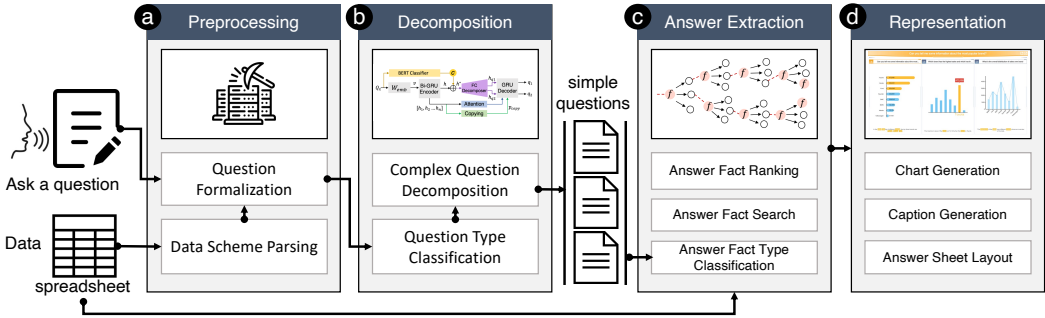 a Preprocessing
b Decomposition
c Answer Extraction
d Representation
Ask a question
Data
spreadsheet
Question
Formalization
Data Scheme Parsing
BERT Classifier
C
Bi-GRU
Encoder
FC
Decomposer
GRU
Decoder
Attention
Copying
Complex Question
Decomposition
Question Type
Classification
simple
questions
f
f
f
f
f
f
f
f
Answer Fact Ranking
Answer Fact Search
Answer Fact Type
Classification
Chart Generation
Caption Generation
Answer Sheet Layout